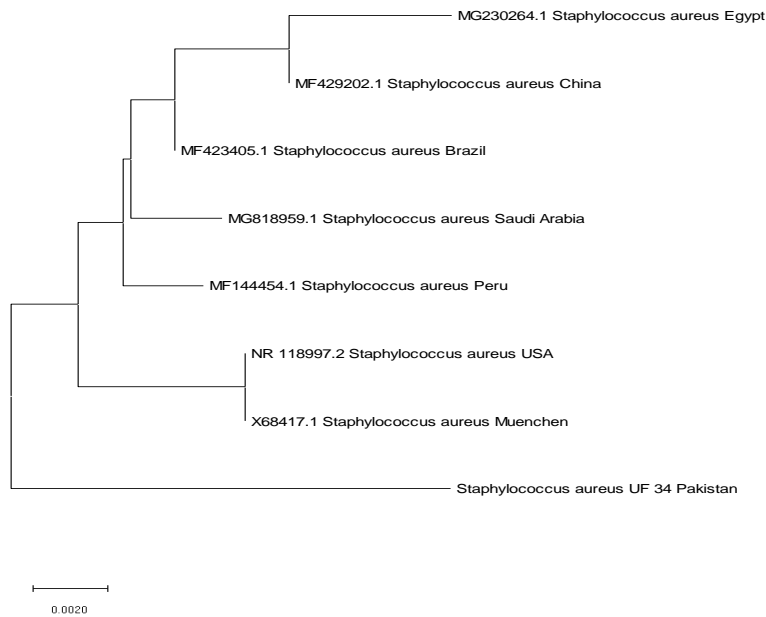 MG230264.1 Staphylococcus aureus Egypt
MF429202.1 Staphylococcus aureus China
MF423405.1 Staphylococcus aureus Brazil
MG818959.1 Staphylococcus aureus Saudi Arabia
MF144454.1 Staphylococcus aureus Peru
NR 118997.2 Staphylococcus aureus USA
X68417.1 Staphylococcus aureus Muenchen
Staphylococcus aureus UF 34 Pakistan
0.0020